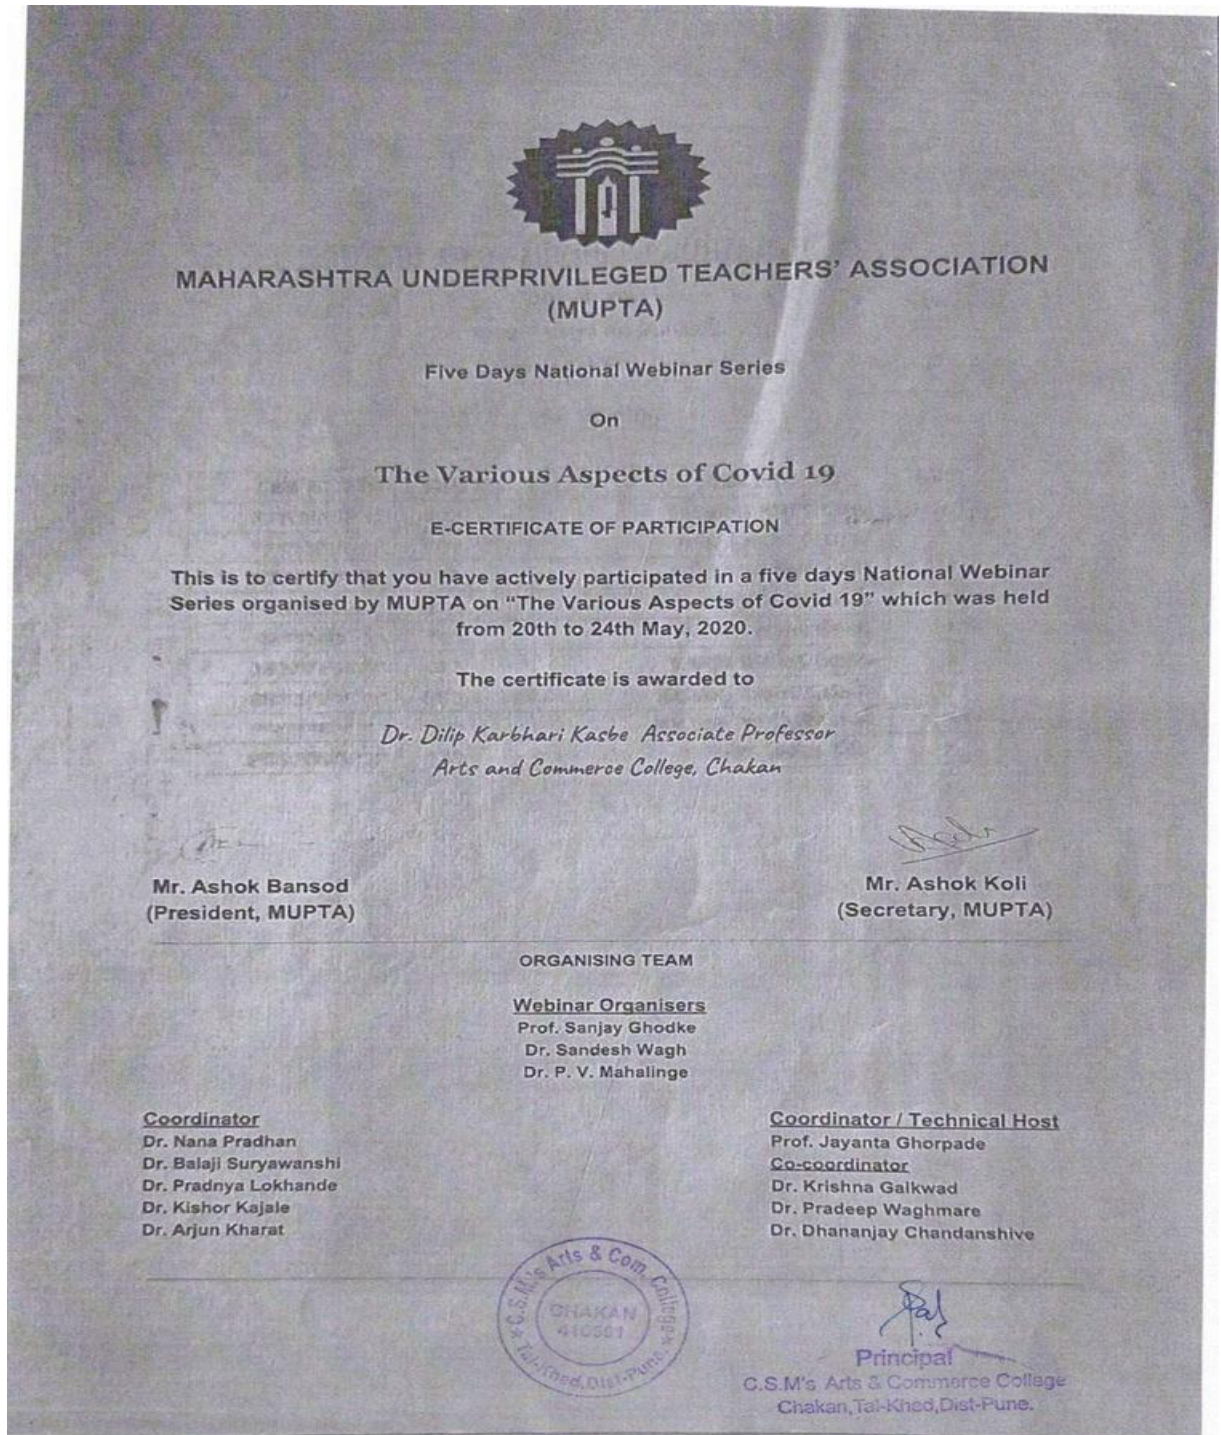 MAHARASHTRA UNDERPRIVILEGED TEACHERS' ASSOCIATION
(MUPTA)
Five Days National Webinar Series
On
The Various Aspects of Covid 19
E-CERTIFICATE OF PARTICIPATION
This is to certify that you have actively participated in a five days National Webinar
Series organised by MUPTA on “The Various Aspects of Covid 19” which was held
from 20th to 24th May, 2020.
The certificate is awarded to
Dr. Dilip Karbhari Kasbe Associate Professor
Arts and Commerce College, Chakan
Mr. Ashok Bansod
(President, MUPTA)
Mr. Ashok Koli
(Secretary, MUPTA)
ORGANISING TEAM
Webinar Organisers
Prof. Sanjay Ghodke
Dr. Sandesh Wagh
Dr. P. V. Mahalinge
Coordinator
Dr. Nana Pradhan
Dr. Balaji Suryawanshi
Dr. Pradnya Lokhande
Dr. Kishor Kajale
Dr. Arjun Kharat
Coordinator / Technical Host
Prof. Jayanta Ghorpade
Co-coordinator
Dr. Krishna Gaikwad
Dr. Pradeep Waghmare
Dr. Dhananjay Chandanshive
C.S.M.'s Arts & Com. College
CHAKAN
410501
Tal-Khed, Dist-Pune.
Principal
C.S.M's Arts & Commerce College
Chakan,Tal-Khed,Dist-Pune.